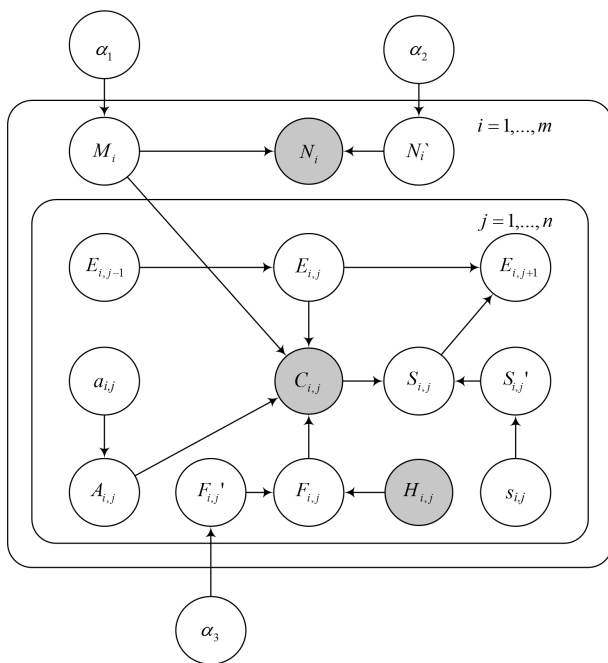 α₁ α₂
i = 1,...,m
Mᵢ Nᵢ Nᵢ`
j = 1,...,n
Eᵢ,ⱼ₋₁ Eᵢ,ⱼ Eᵢ,ⱼ₊₁
aᵢ,ⱼ Cᵢ,ⱼ Sᵢ,ⱼ Sᵢ,ⱼ'
Aᵢ,ⱼ Fᵢ,ⱼ' Fᵢ,ⱼ Hᵢ,ⱼ sᵢ,ⱼ
α₃